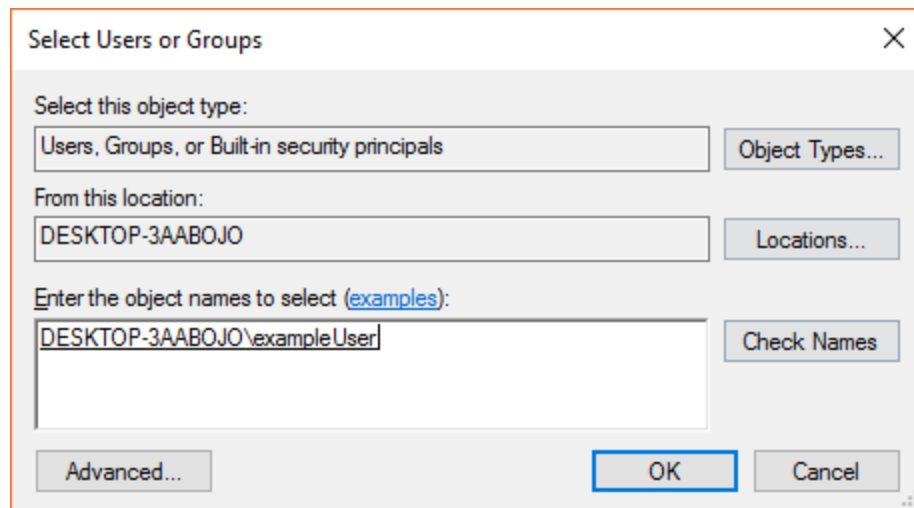 Select Users or Groups
Select this object type:
Users, Groups, or Built-in security principals
Object Types...
From this location:
DESKTOP-3AABOJO
Locations...
Enter the object names to select (examples):
DESKTOP-3AABOJO\exampleUser
Check Names
Advanced...
OK
Cancel